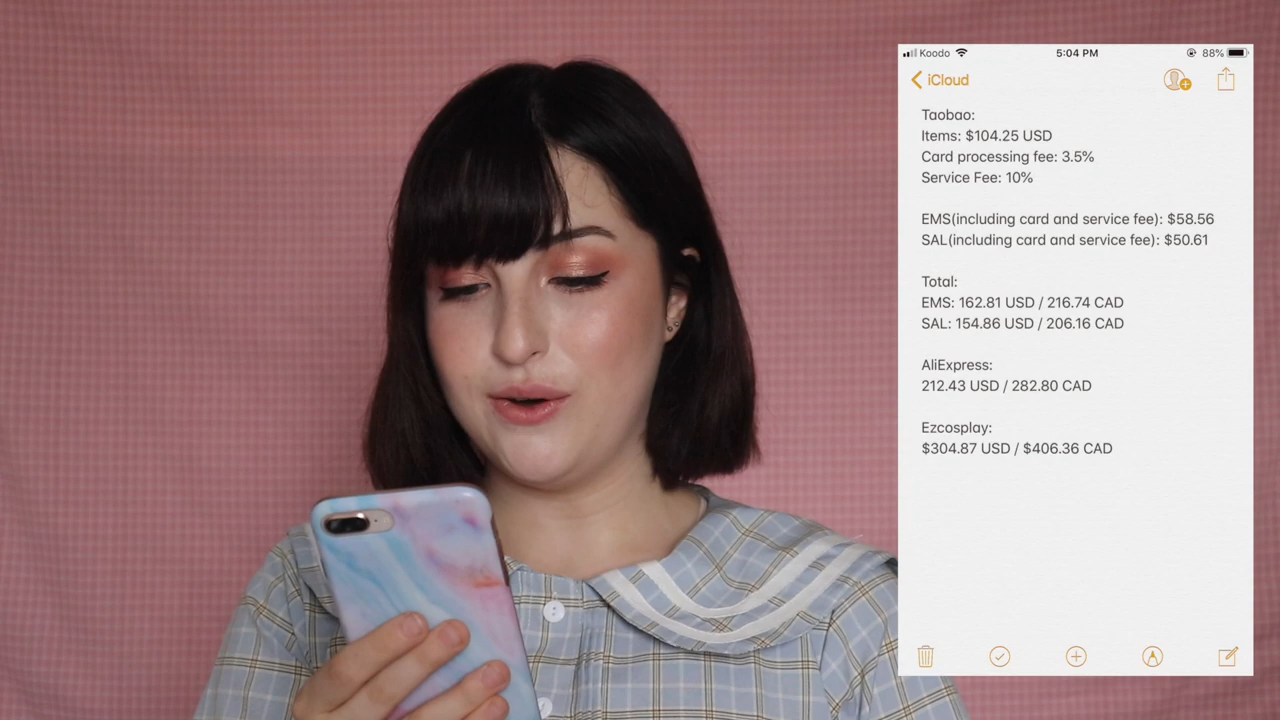 Koodo 5:04 PM 88%
iCloud
Taobao:
Items: $104.25 USD
Card processing fee: 3.5%
Service Fee: 10%
EMS(including card and service fee): $58.56
SAL(including card and service fee): $50.61
Total:
EMS: 162.81 USD / 216.74 CAD
SAL: 154.86 USD / 206.16 CAD
AliExpress:
212.43 USD / 282.80 CAD
Ezcosplay:
$304.87 USD / $406.36 CAD